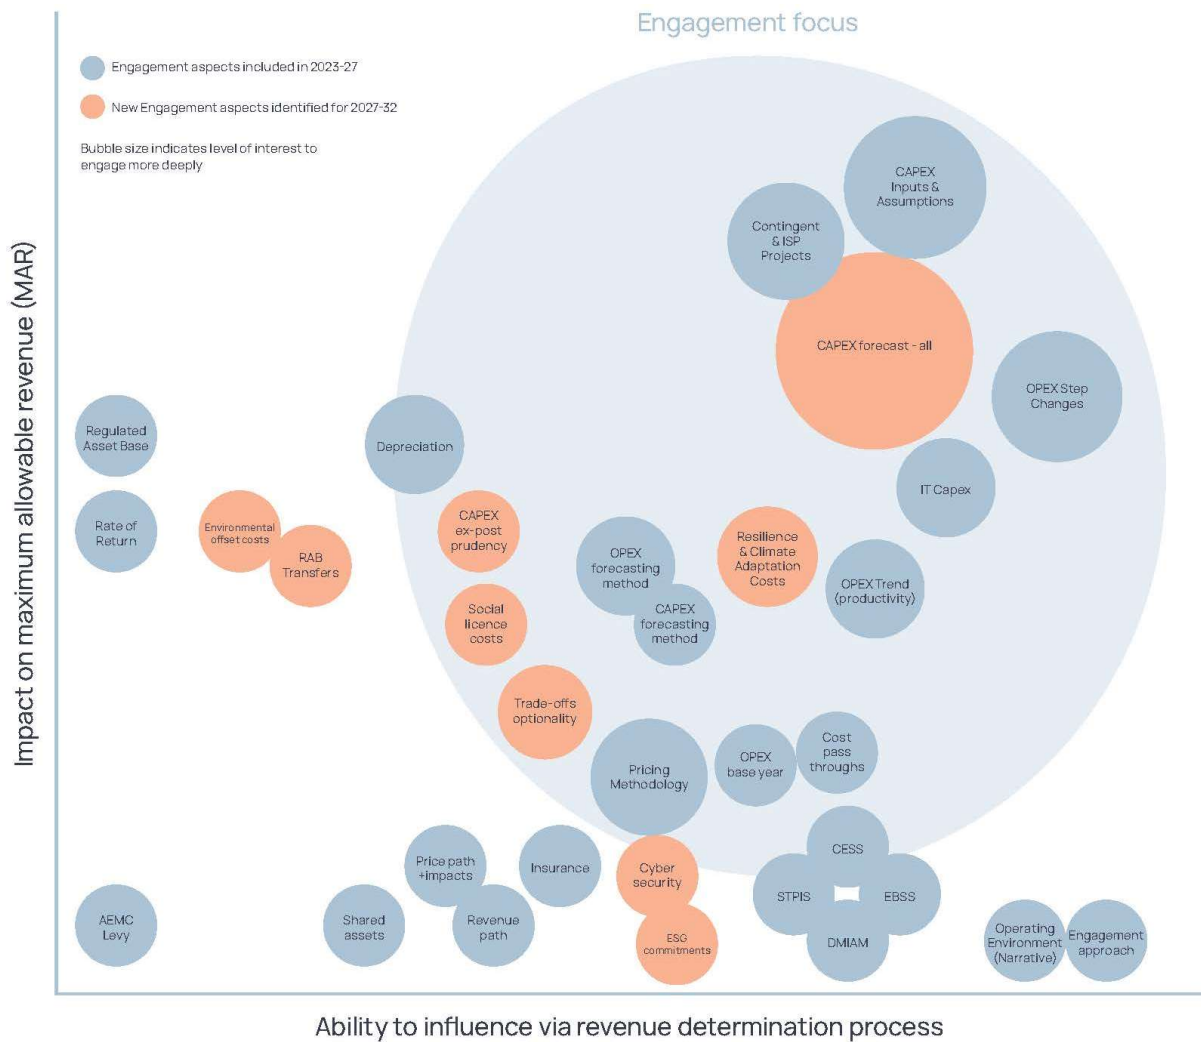 Engagement focus
Engagement aspects included in 2023-27
New Engagement aspects identified for 2027-32
Bubble size indicates level of interest to
engage more deeply
Impact on maximum allowable revenue (MAR)
CAPEX
Inputs &
Assumptions
Contingent
& ISP
Projects
CAPEX forecast - all
OPEX Step
Changes
Regulated
Asset Base
Depreciation
IT Capex
Rate of
Return
Environmental
offset costs
RAB
Transfers
CAPEX
ex-post
prudency
OPEX
forecasting
method
Resilience
& Climate
Adaptation
Costs
OPEX Trend
(productivity)
Social
licence
costs
CAPEX
forecasting
method
Trade-offs
optionality
Pricing
Methodology
OPEX
base year
Cost
pass
throughs
Price path
+impacts
Insurance
Cyber
security
CESS
STPIS
EBSS
DMIAM
AEMC
Levy
Shared
assets
Revenue
path
ESG
commitments
Operating
Environment
(Narrative)
Engagement
approach
Ability to influence via revenue determination process